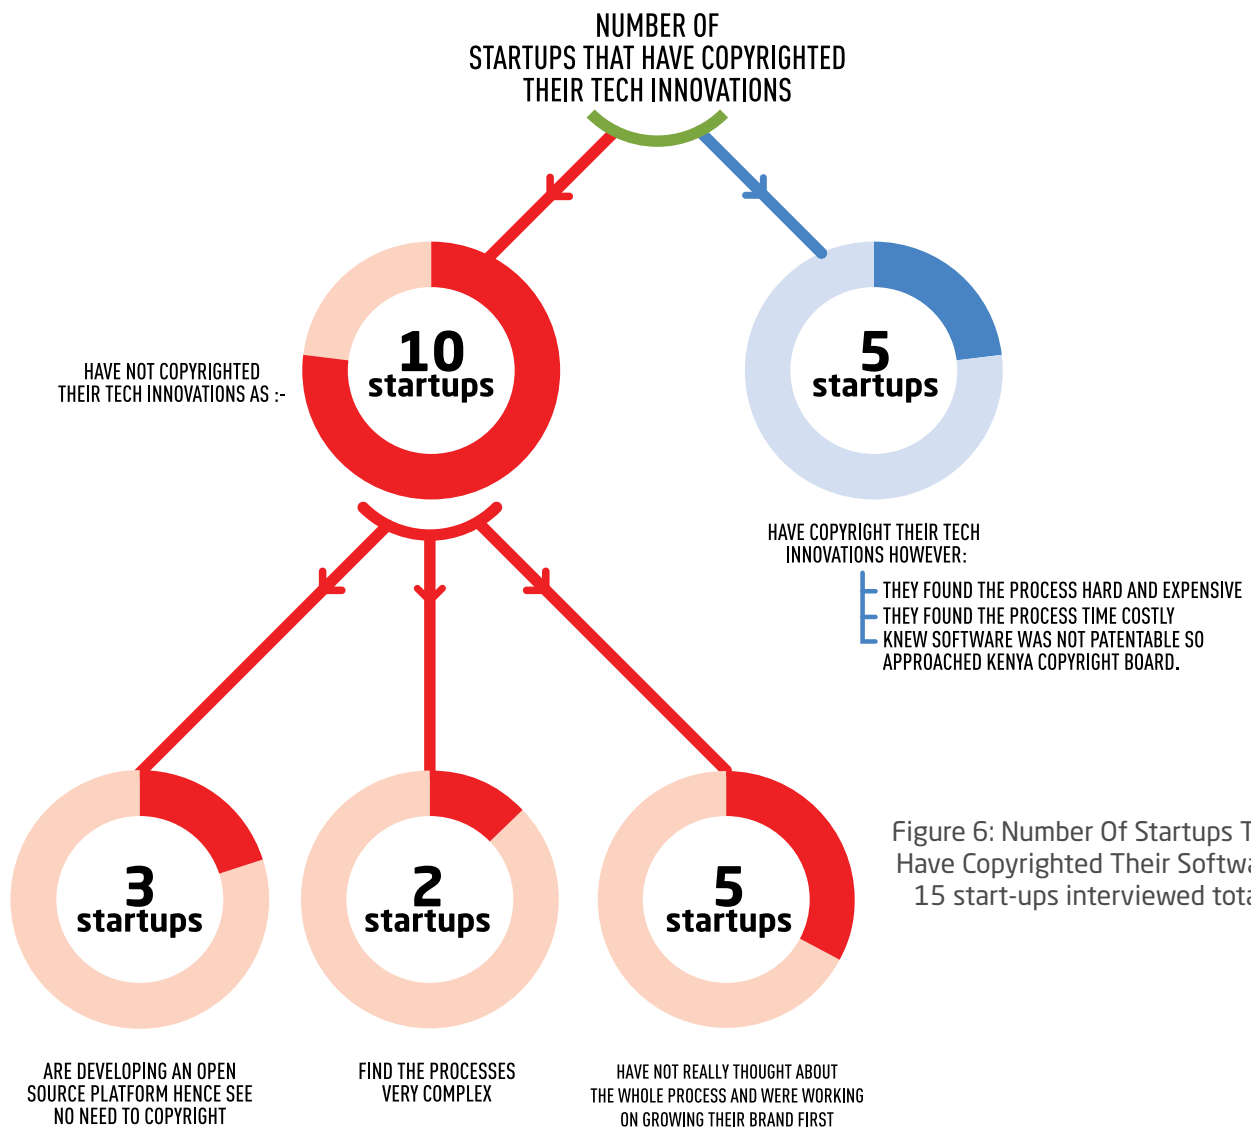 NUMBER OF
STARTUPS THAT HAVE COPYRIGHTED
THEIR TECH INNOVATIONS
10
startups
HAVE NOT COPYRIGHTED
THEIR TECH INNOVATIONS AS :-
5
startups
HAVE COPYRIGHT THEIR TECH
INNOVATIONS HOWEVER:
THEY FOUND THE PROCESS HARD AND EXPENSIVE
THEY FOUND THE PROCESS TIME COSTLY
KNEW SOFTWARE WAS NOT PATENTABLE SO
APPROACHED KENYA COPYRIGHT BOARD.
3
startups
ARE DEVELOPING AN OPEN
SOURCE PLATFORM HENCE SEE
NO NEED TO COPYRIGHT
2
startups
FIND THE PROCESSES
VERY COMPLEX
5
startups
HAVE NOT REALLY THOUGHT ABOUT
THE WHOLE PROCESS AND WERE WORKING
ON GROWING THEIR BRAND FIRST
Figure 6: Number Of Startups
Have Copyrighted Their
15 start-ups interviewed